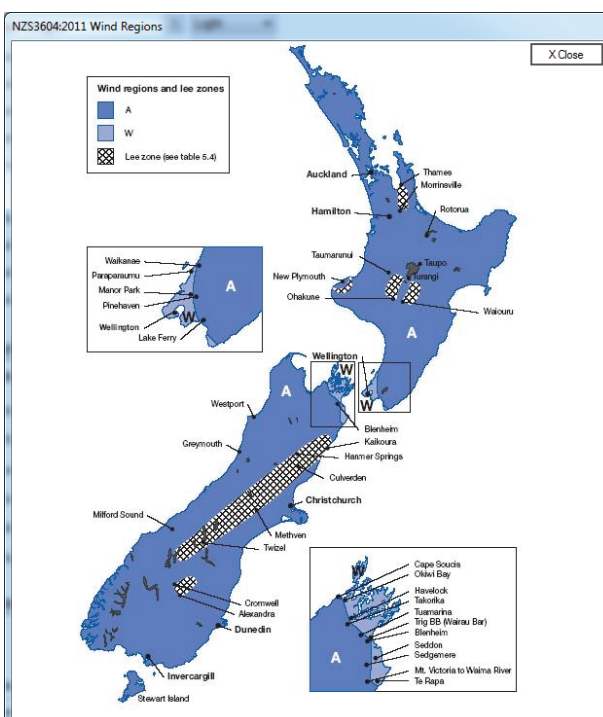 NZS3604:2011 Wind Regions
X Close
Wind regions and lee zones
A
W
Lee zone (see table 5.4)
Auckland
Thames
Morrinsville
Hamilton
Rotorua
Taumarunui
Taupo
New Plymouth
Turangi
Ohakune
Waiouru
A
Waikanae
Paraparaumu
Manor Park
A
Pinehaven
Wellington
W
Lake Ferry
Wellington
W
W
A
Westport
Blenheim
Greymouth
Kaikoura
Hanmer Springs
Culverden
Christchurch
Milford Sound
Methven
Twizel
Cromwell
Alexandra
Dunedin
Invercargill
Stewart Island
W
Cape Soucis
Okiwi Bay
Havelock
Takorika
Tuamarina
Trig BB (Wairau Bar)
Blenheim
A
Seddon
Sedgemere
Mt. Victoria to Waima River
Te Rapa